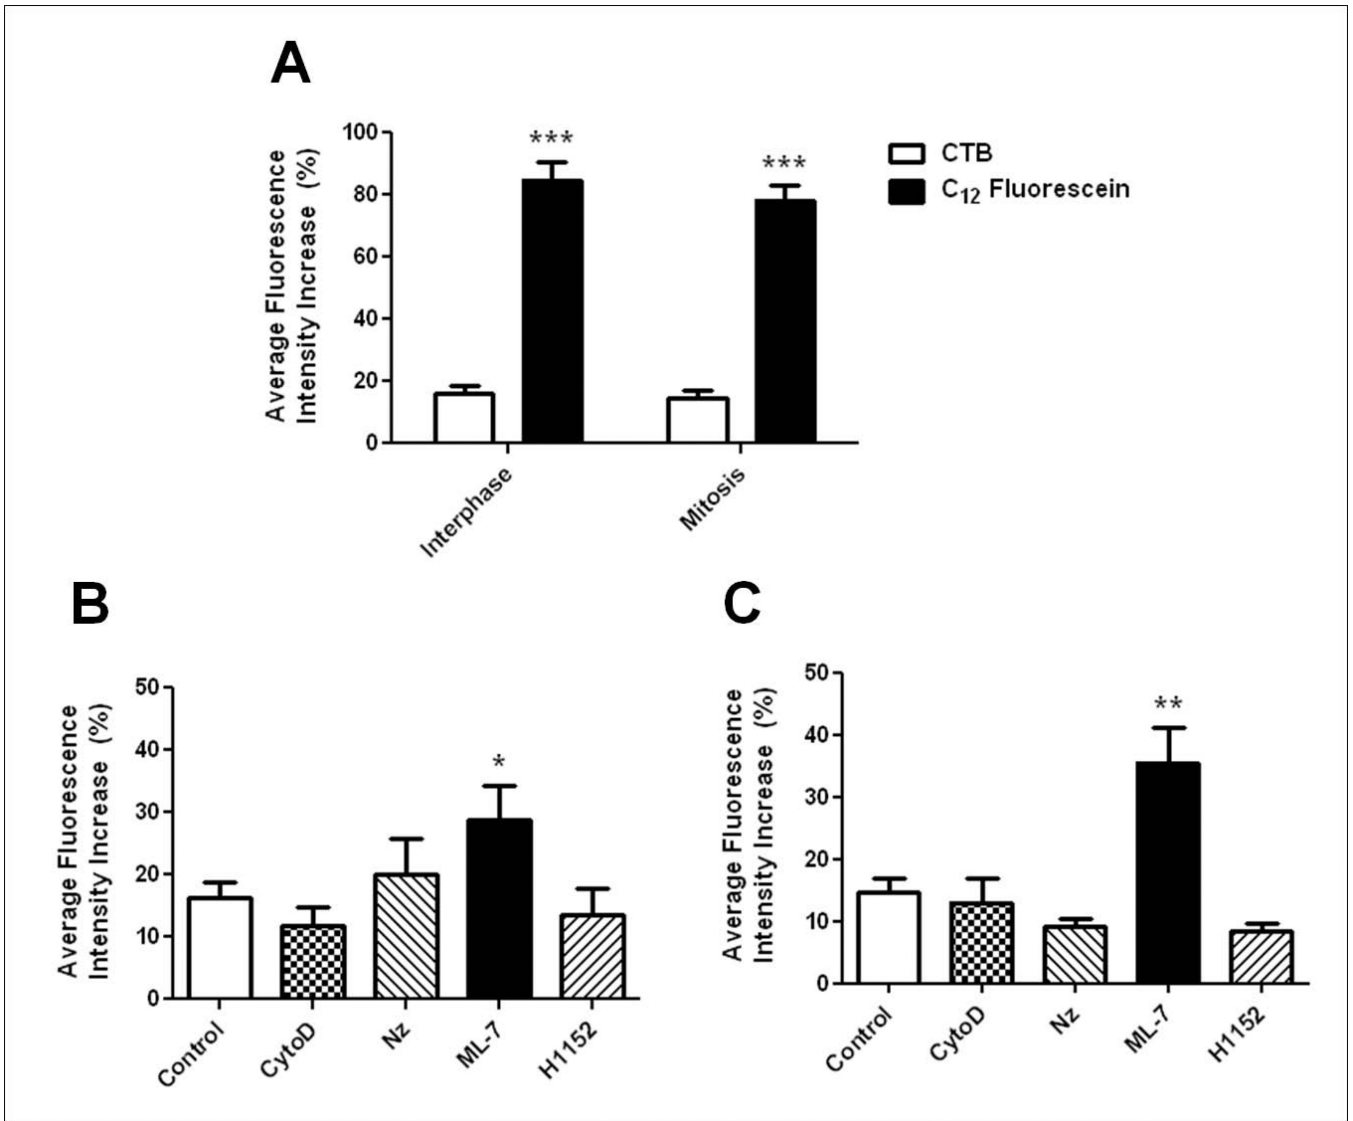 A
Average Fluorescence
Intensity Increase (%)
100
80
60
40
20
0
***
***
Interphase
Mitosis
CTB
C₁₂ Fluorescein
B
Average Fluorescence
Intensity Increase (%)
50
40
30
20
10
0
*
Control
CytoD
Nz
ML-7
H1152
C
Average Fluorescence
Intensity Increase (%)
50
40
30
20
10
0
**
Control
CytoD
Nz
ML-7
H1152